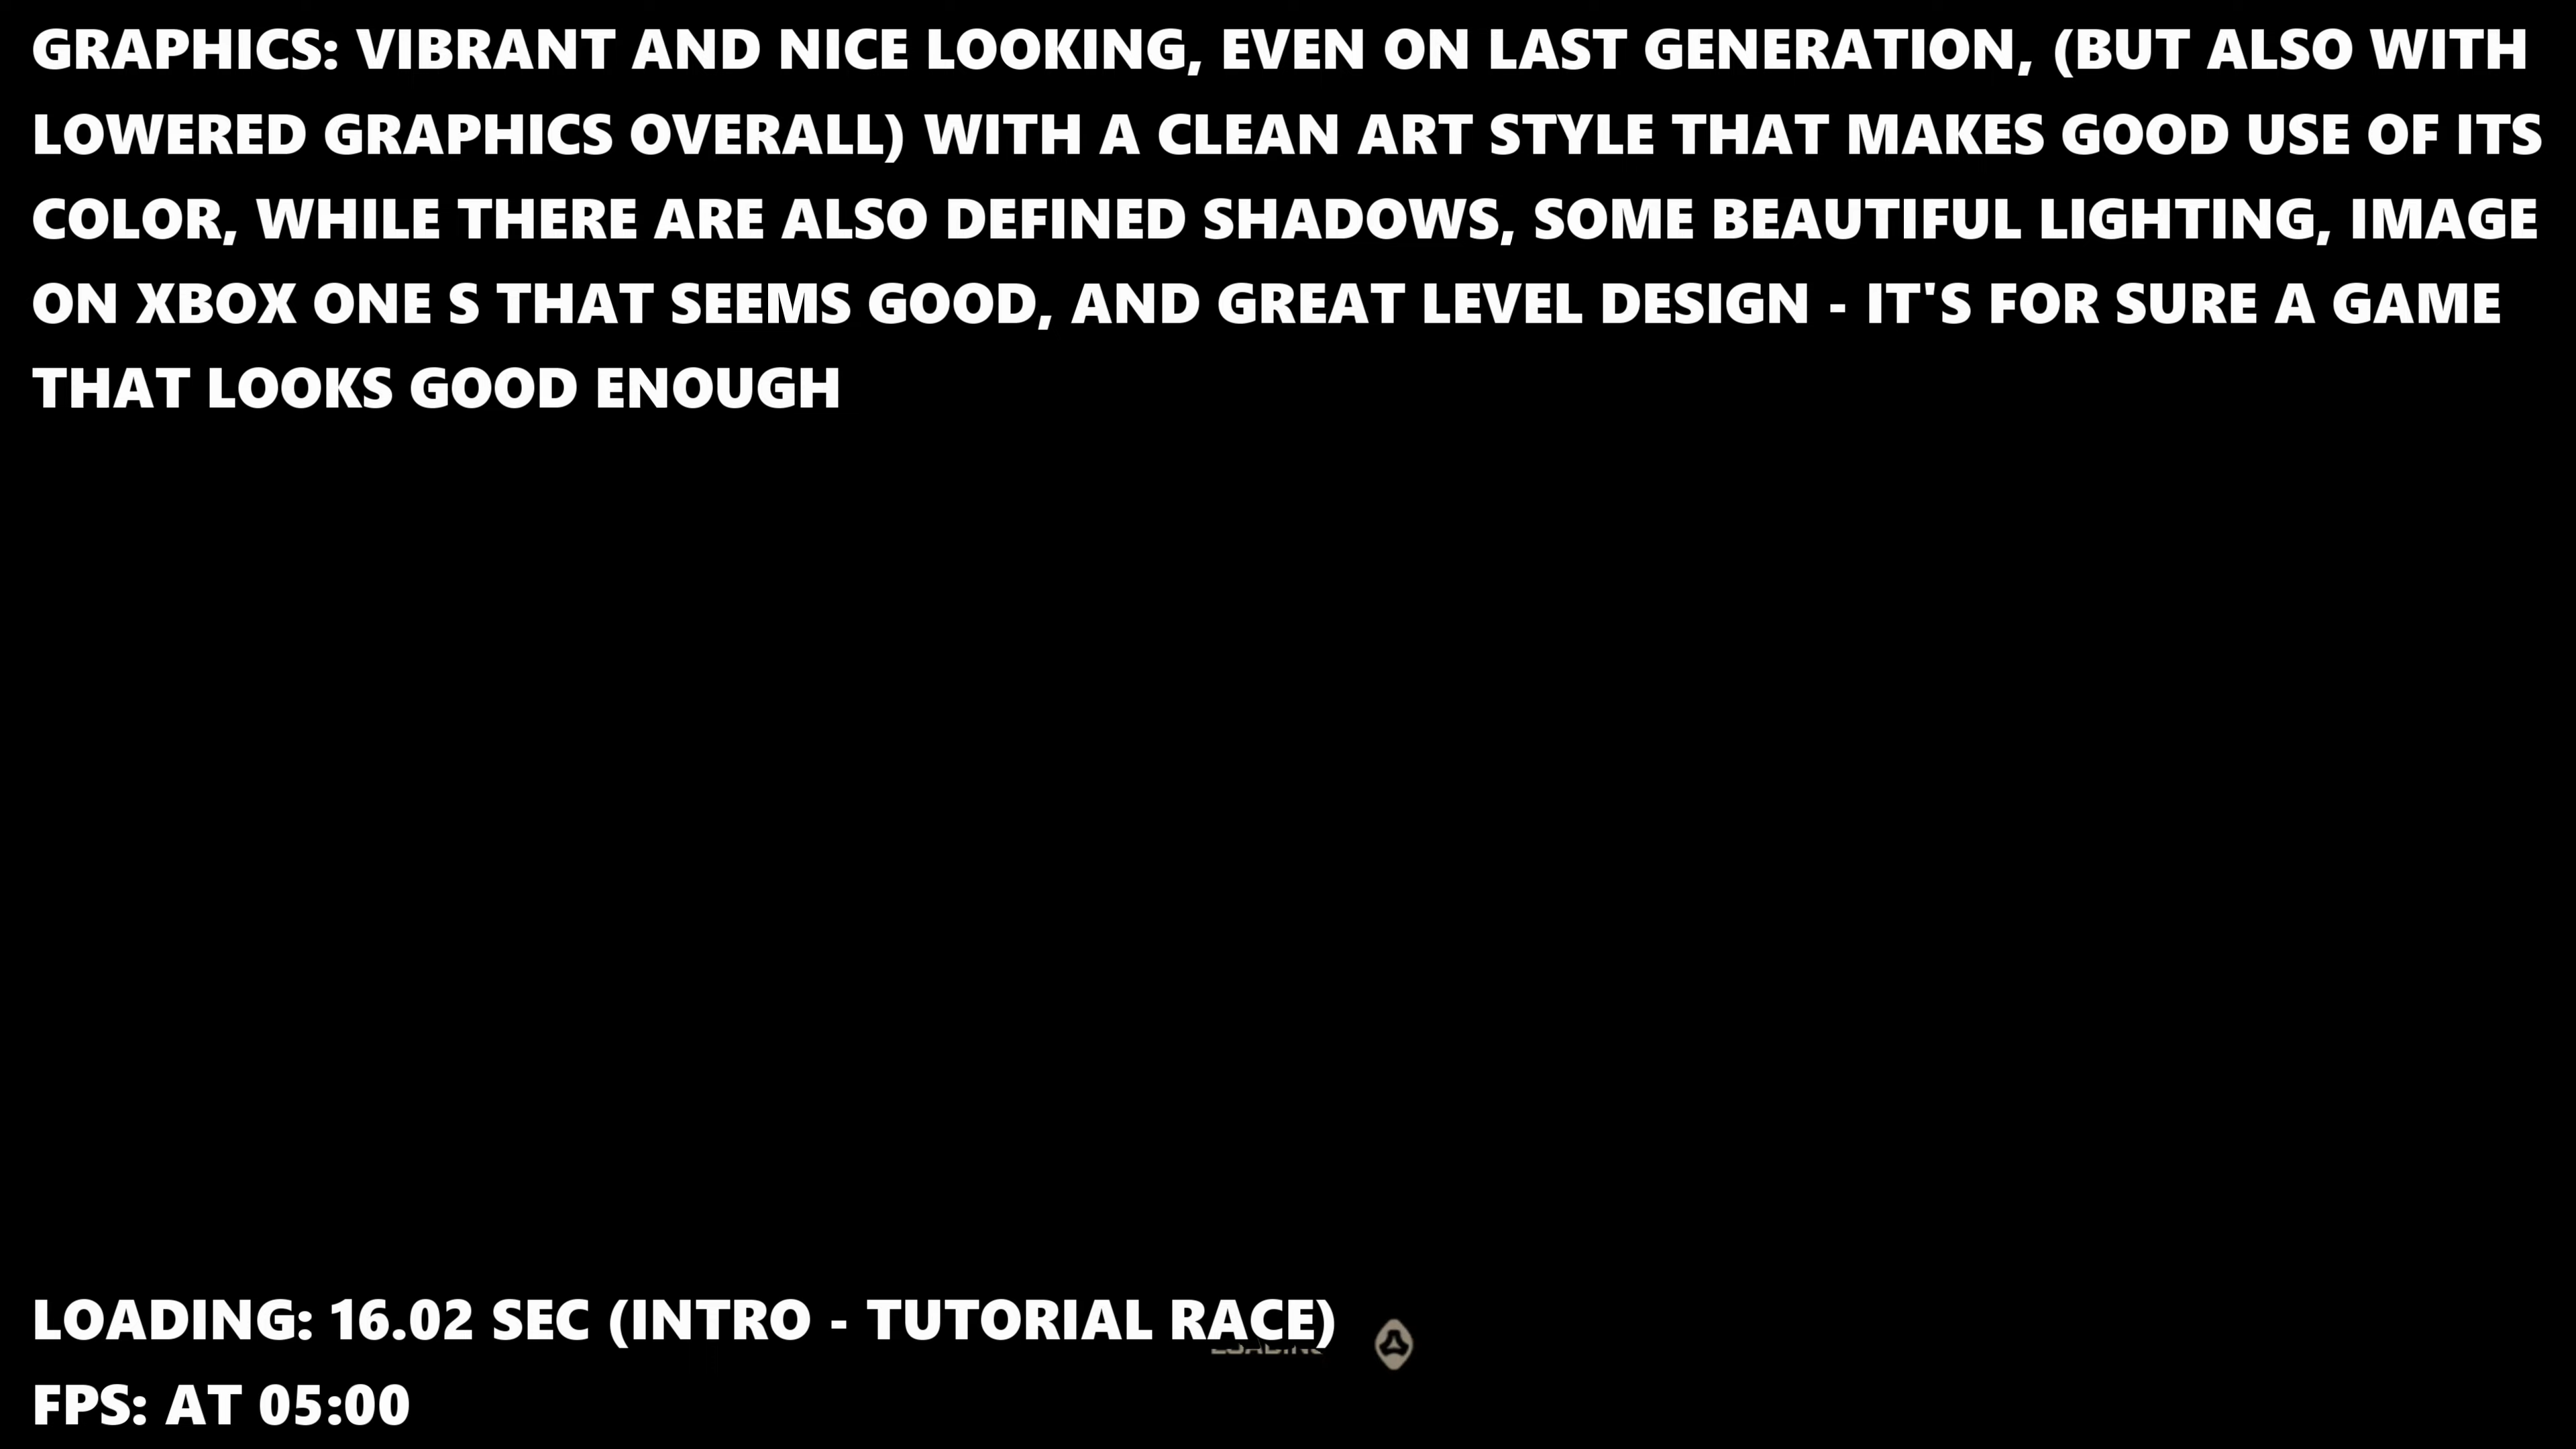 GRAPHICS: VIBRANT AND NICE LOOKING, EVEN ON LAST GENERATION, (BUT ALSO WITH
LOWERED GRAPHICS OVERALL) WITH A CLEAN ART STYLE THAT MAKES GOOD USE OF ITS
COLOR, WHILE THERE ARE ALSO DEFINED SHADOWS, SOME BEAUTIFUL LIGHTING, IMAGE
ON XBOX ONE S THAT SEEMS GOOD, AND GREAT LEVEL DESIGN - IT'S FOR SURE A GAME
THAT LOOKS GOOD ENOUGH
LOADING: 16.02 SEC (INTRO - TUTORIAL RACE)
FPS: AT 05:00